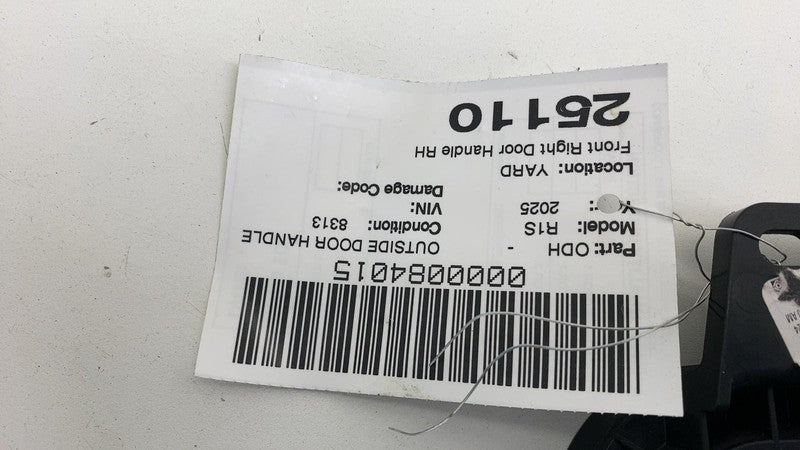 0000084015
Part: ODH - OUTSIDE DOOR HANDLE
Model: R1S Condition: 8313
Y : 2025 VIN:
Damage Code:
Location: YARD
Front Right Door Handle RH
25110